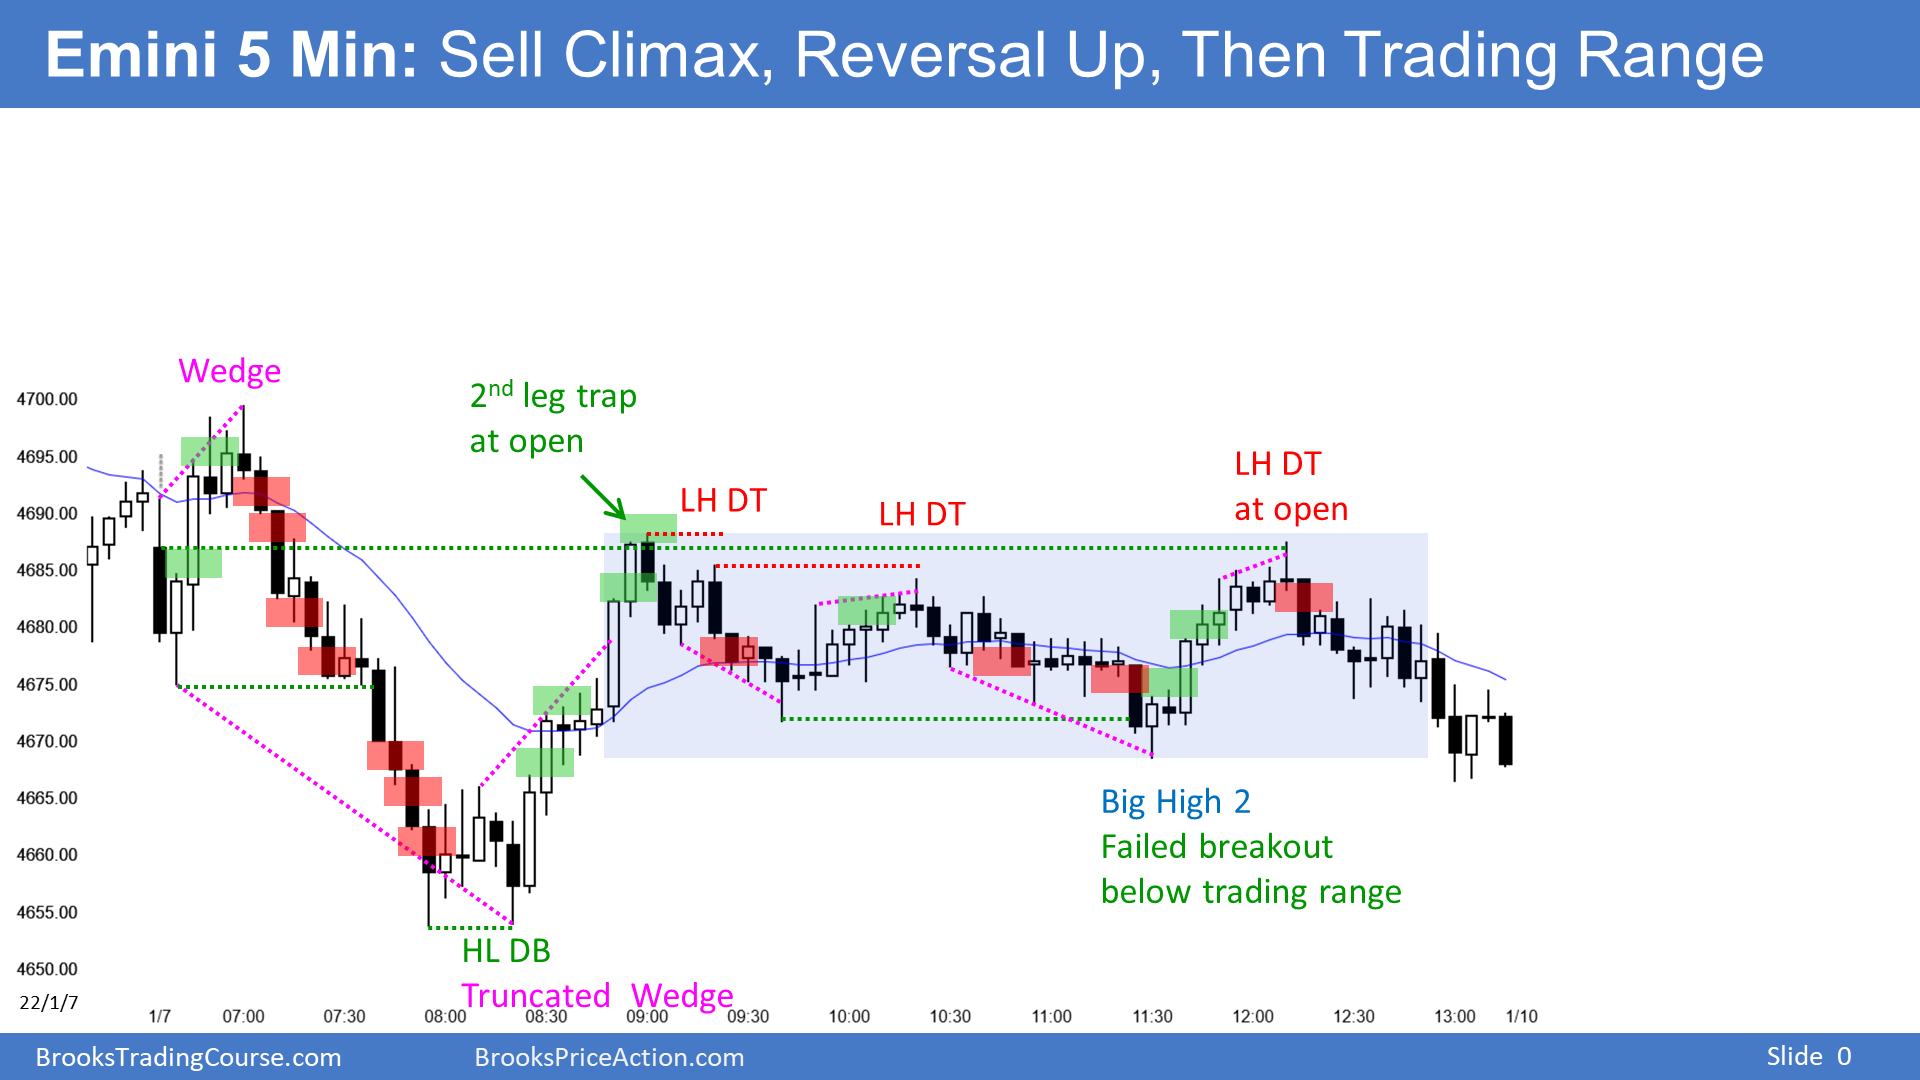 Emini 5 Min: Sell Climax, Reversal Up, Then Trading Range
Wedge
2nd leg trap
at open
LH DT
LH DT
LH DT
at open
4700.00
4695.00
4690.00
4685.00
4680.00
4675.00
4670.00
4665.00
4660.00
4655.00
4650.00
Big High 2
Failed breakout
below trading range
HL DB
Truncated Wedge
22/1/7
1/7 07:00 07:30 08:00 08:30 09:00 09:30 10:00 10:30 11:00 11:30 12:00 12:30 13:00 1/10
BrooksTradingCourse.com BrooksPriceAction.com Slide 0